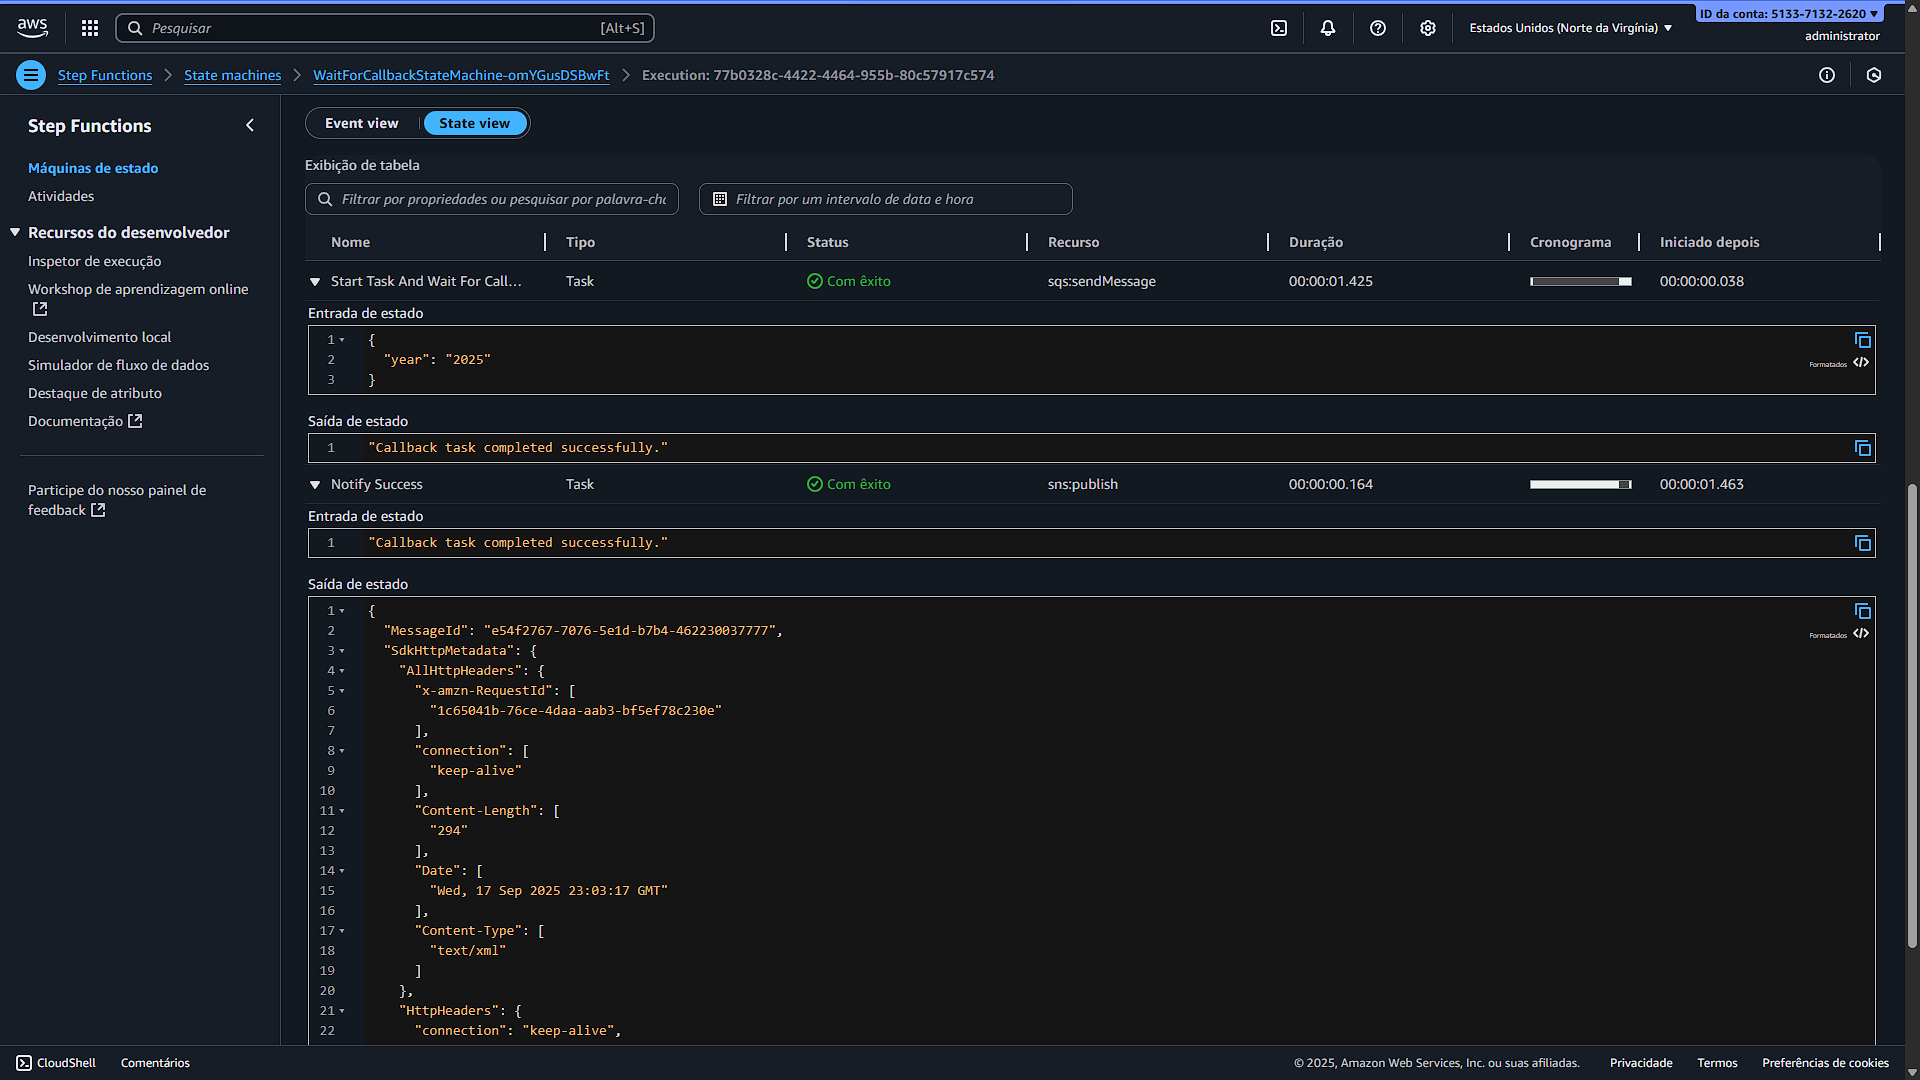 aws
Pesquisar
[Alt+S]
Estados Unidos (Norte da Virgínia)
ID da conta: 5133-7132-2620
administrator
Step Functions
State machines
WaitForCallbackStateMachine-omYGusDSBwFt
Execution: 77b0328c-4422-4464-955b-80c57917c574
Step Functions
Máquinas de estado
Atividades
Recursos do desenvolvedor
Inspetor de execução
Workshop de aprendizagem online
Desenvolvimento local
Simulador de fluxo de dados
Destaque de atributo
Documentação
Participe do nosso painel de
feedback
Event view
State view
Exibição de tabela
Filtrar por propriedades ou pesquisar por palavra-cha
Filtrar por um intervalo de data e hora
Nome Tipo Status Recurso Duração Cronograma Iniciado depois
Start Task And Wait For Call... Task Com êxito sqs:sendMessage 00:00:01.425 00:00:00.038
Entrada de estado
1 {
2 "year": "2025"
3 }
Formatados
Saída de estado
1 "Callback task completed successfully."
Notify Success Task Com êxito sns:publish 00:00:00.164 00:00:01.463
Entrada de estado
1 "Callback task completed successfully."
Saída de estado
1 {
2 "MessageId": "e54f2767-7076-5e1d-b7b4-462230037777",
Formatados
3 "SdkHttpMetadata": {
4 "AllHttpHeaders": {
5 "x-amzn-RequestId": [
6 "1c65041b-76ce-4daa-aab3-bf5ef78c230e"
7 ],
8 "connection": [
9 "keep-alive"
10 ],
11 "Content-Length": [
12 "294"
13 ],
14 "Date": [
15 "Wed, 17 Sep 2025 23:03:17 GMT"
16 ],
17 "Content-Type": [
18 "text/xml"
19 ]
20 },
21 "HttpHeaders": {
22 "connection": "keep-alive",
CloudShell
Comentários
© 2025, Amazon Web Services, Inc. ou suas afiliadas.
Privacidade
Termos
Preferências de cookies